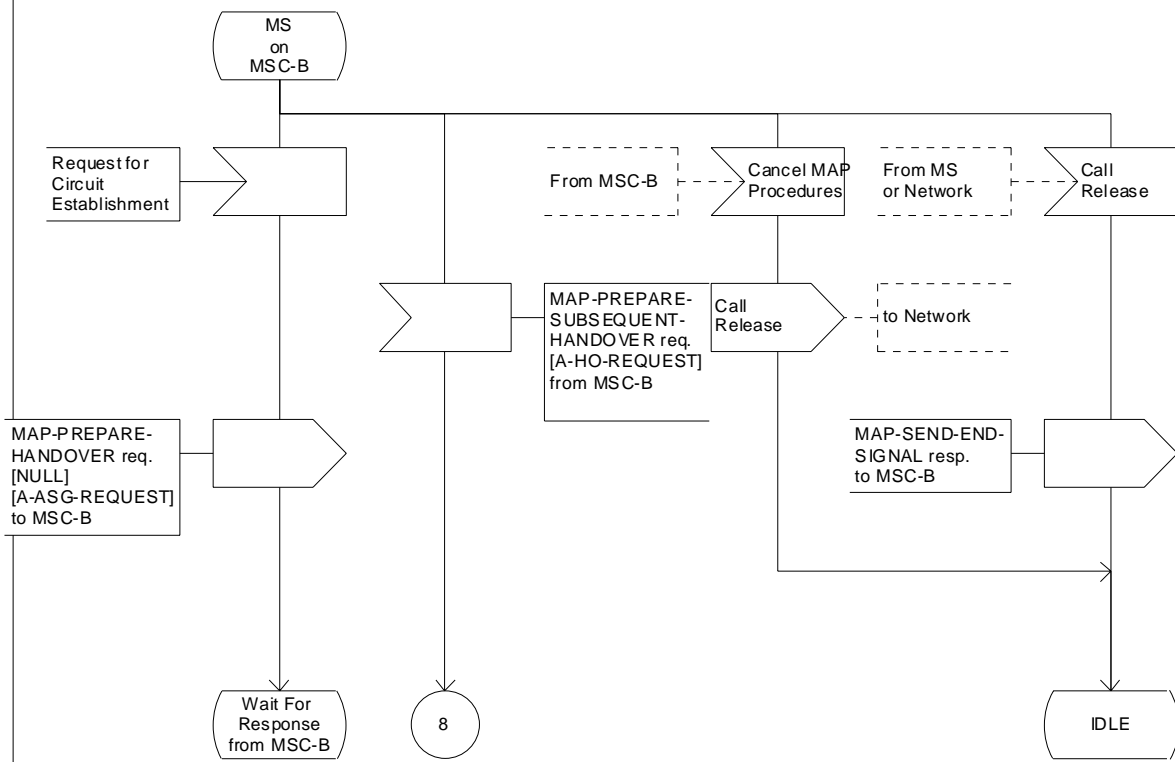 MS
on
MSC-B
Request for
Circuit
Establishment
From MSC-B
Cancel MAP
Procedures
From MS
or Network
Call
Release
MAP-PREPARE-
SUBSEQUENT-
HANDOVER req.
[A-HO-REQUEST]
from MSC-B
Call
Release
to Network
MAP-PREPARE-
HANDOVER req.
[NULL]
[A-ASG-REQUEST]
to MSC-B
MAP-SEND-END-
SIGNAL resp.
to MSC-B
Wait For
Response
from MSC-B
8
IDLE